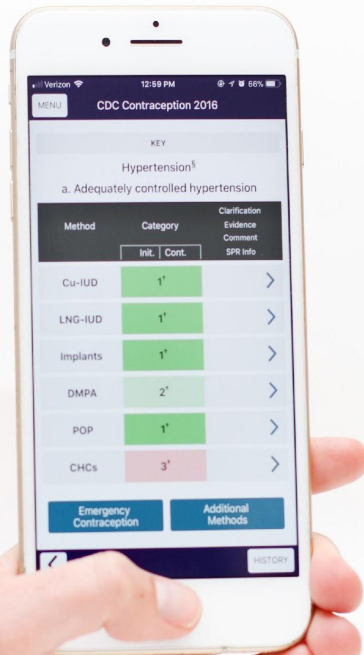 Verizon 12:59 PM 66%
MENU CDC Contraception 2016
KEY
Hypertension§
a. Adequately controlled hypertension
Method Category Clarification
Evidence
Comment
SPR Info
Init. | Cont.
Cu-IUD 1*
LNG-IUD 1*
Implants 1*
DMPA 2*
POP 1*
CHCs 3*
Emergency
Contraception
Additional
Methods
HISTORY